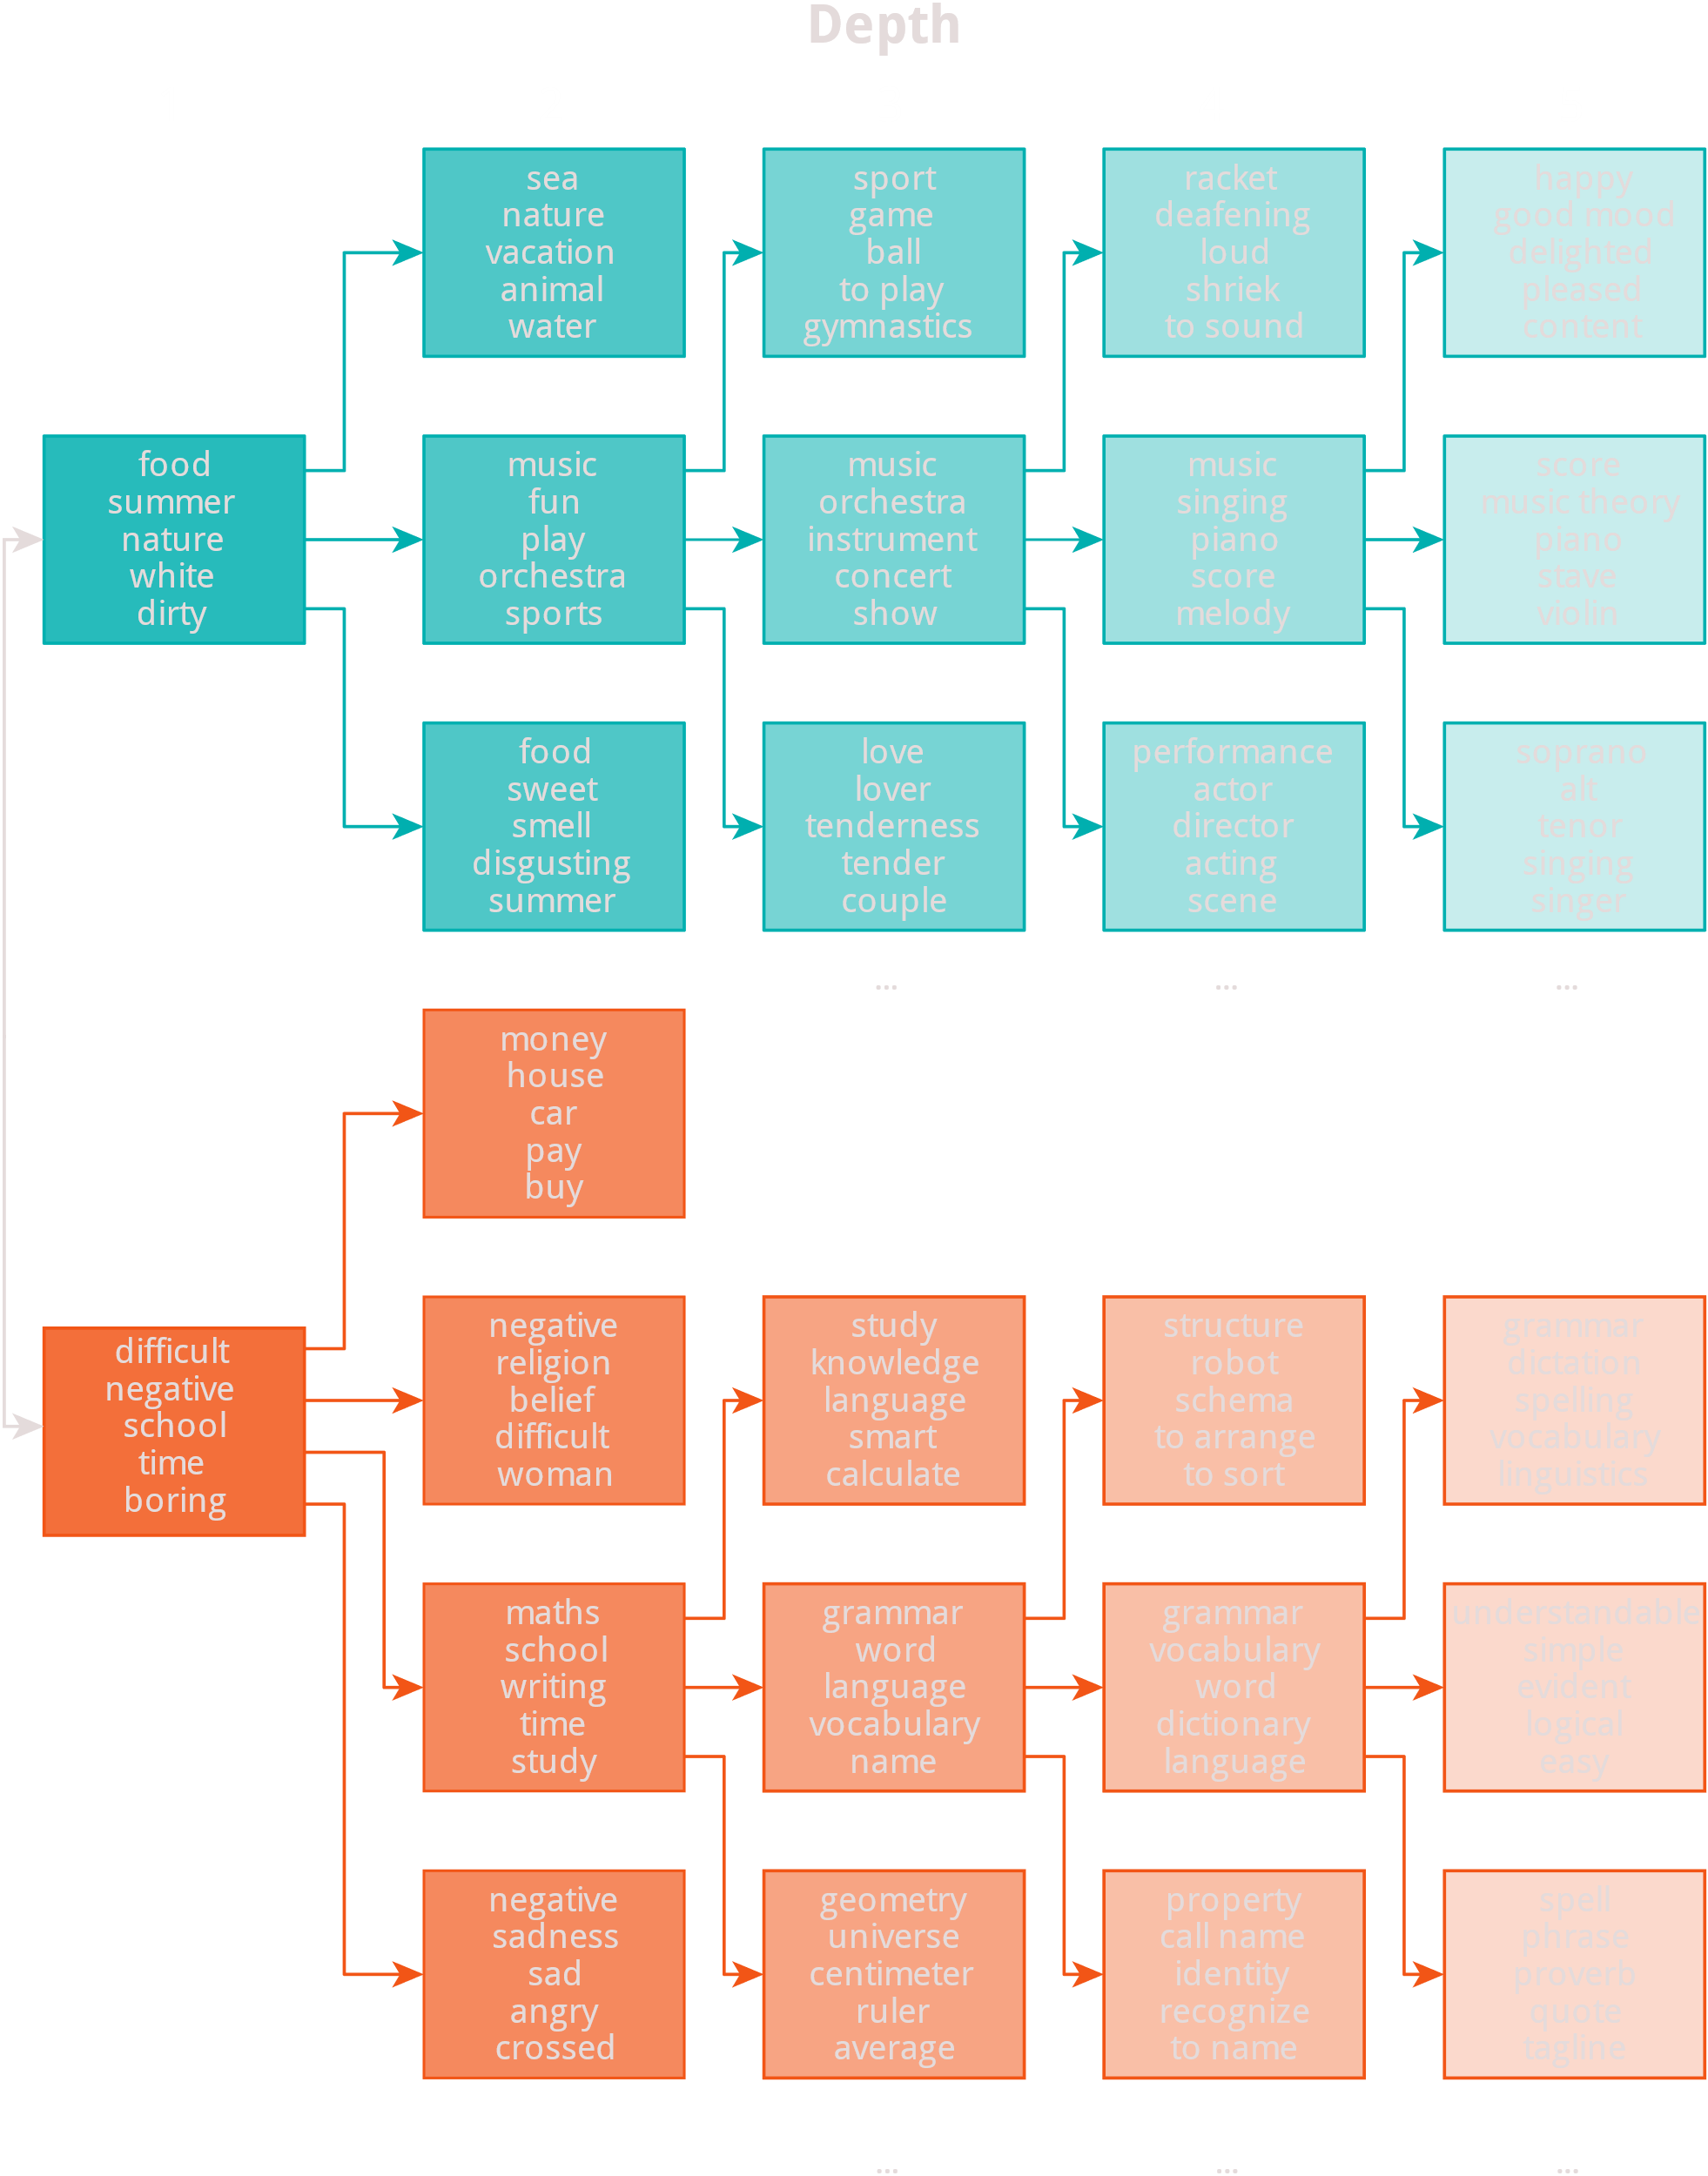 Depth
sea
nature
vacation
animal
water
sport
game
ball
to play
gymnastics
racket
deafening
loud
shriek
to sound
happy
good mood
delighted
pleased
content
food
summer
nature
white
dirty
music
fun
play
orchestra
sports
music
orchestra
instrument
concert
show
music
singing
piano
score
melody
score
music theory
piano
stave
violin
food
sweet
smell
disgusting
summer
love
lover
tenderness
tender
couple
performance
actor
director
acting
scene
soprano
alt
tenor
singing
singer
...
...
...
money
house
car
pay
buy
difficult
negative
school
time
boring
negative
religion
belief
difficult
woman
study
knowledge
language
smart
calculate
structure
robot
schema
to arrange
to sort
grammar
dictation
spelling
vocabulary
linguistics
maths
school
writing
time
study
grammar
word
language
vocabulary
name
grammar
vocabulary
word
dictionary
language
understandable
simple
evident
logical
easy
negative
sadness
sad
angry
crossed
geometry
universe
centimeter
ruler
average
property
call name
identity
recognize
to name
spell
phrase
proverb
quote
tagline
...
...
...